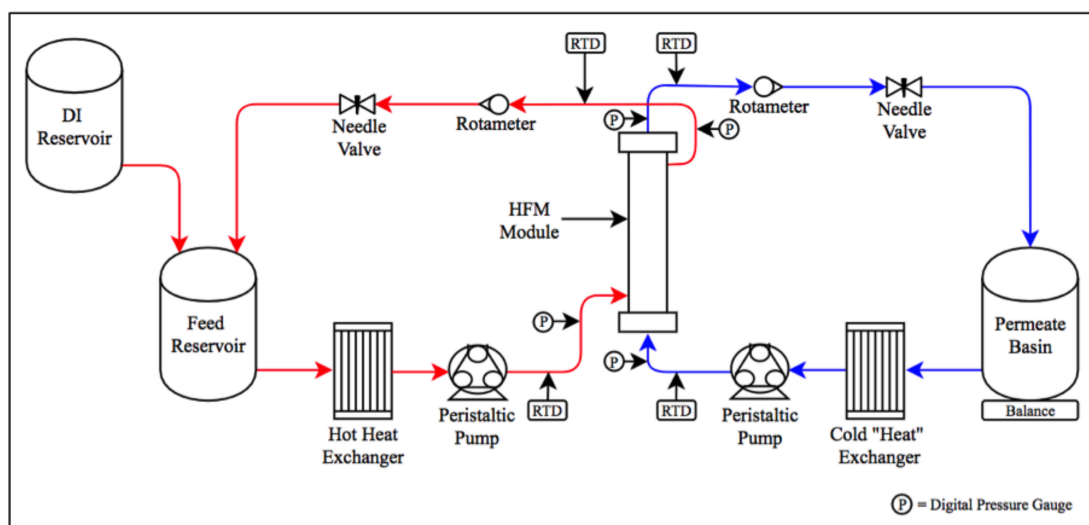 RTD
RTD
DI
Reservoir
Needle
Valve
Rotameter
P
P
Rotameter
Needle
Valve
HFM
Module
Feed
Reservoir
P
P
Permeate
Basin
Balance
RTD
RTD
Peristaltic
Pump
Peristaltic
Pump
Hot Heat
Exchanger
Cold "Heat"
Exchanger
P = Digital Pressure Gauge